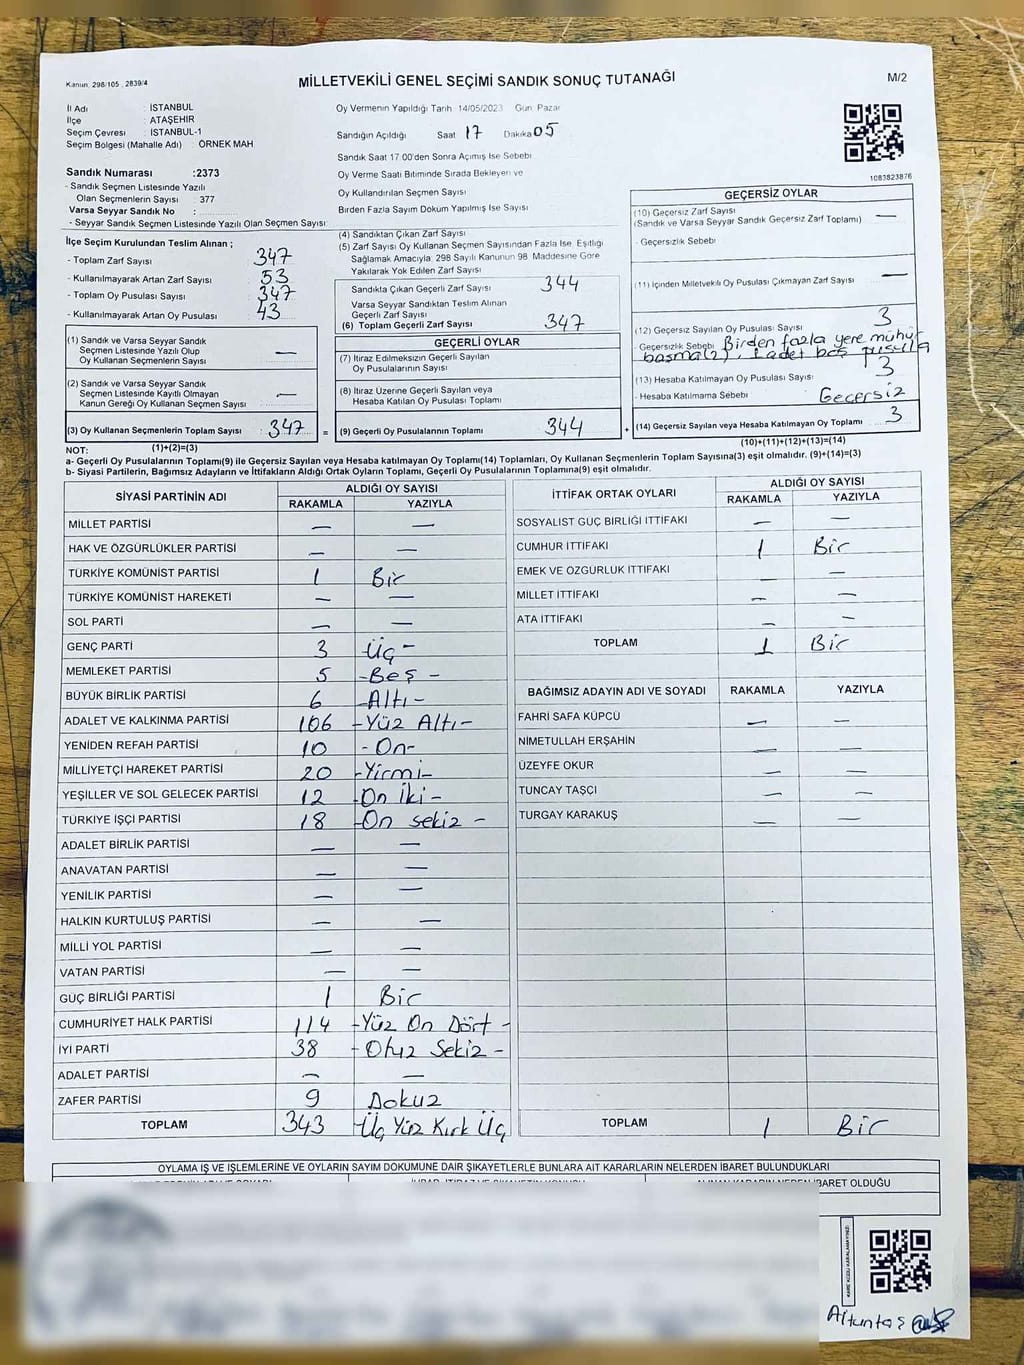 Kanun: 298/105 , 2839/4
MİLLETVEKİLİ GENEL SEÇİMİ SANDIK SONUÇ TUTANAĞI
M/2
İl Adı : İSTANBUL
İlçe : ATAŞEHİR
Seçim Çevresi : İSTANBUL-1
Seçim Bölgesi (Mahalle Adı) : ÖRNEK MAH
Sandık Numarası :2373
- Sandık Seçmen Listesinde Yazılı
Olan Seçmenlerin Sayısı : 377
Varsa Seyyar Sandık No :
- Seyyar Sandık Seçmen Listesinde Yazılı Olan Seçmen Sayısı:
İlçe Seçim Kurulundan Teslim Alınan ;
- Toplam Zarf Sayısı : 347
- Kullanılmayarak Artan Zarf Sayısı : 53
- Toplam Oy Pusulası Sayısı : 347
- Kullanılmayarak Artan Oy Pusulası : 43
Oy Vermenin Yapıldığı Tarih 14/05/2023 Gün: Pazar
Sandığın Açıldığı Saat 17 Dakika 05
Sandık Saat 17.00'den Sonra Açımış İse Sebebi
Oy Verme Saati Bitiminde Sırada Bekleyen ve
Oy Kullandırılan Seçmen Sayısı
Birden Fazla Sayım Döküm Yapılmış İse Sayısı
(4) Sandıktan Çıkan Zarf Sayısı
(5) Zarf Sayısı Oy Kullanan Seçmen Sayısından Fazla İse, Eşitliği
Sağlamak Amacıyla, 298 Sayılı Kanunun 98. Maddesine Göre
Yakılarak Yok Edilen Zarf Sayısı
Sandıkta Çıkan Geçerli Zarf Sayısı 344
Varsa Seyyar Sandıktan Teslim Alınan
Geçerli Zarf Sayısı
(6) Toplam Geçerli Zarf Sayısı 347
1083823876
GEÇERSİZ OYLAR
(10) Geçersiz Zarf Sayısı —
(Sandık ve Varsa Seyyar Sandık Geçersiz Zarf Toplamı)
- Geçersizlik Sebebi :
(11) İçinden Milletvekili Oy Pusulası Çıkmayan Zarf Sayısı —
(12) Geçersiz Sayılan Oy Pusulası Sayısı 3
- Geçersizlik Sebebi Birden fazla yere mühür
basma(2), 1 adet boş pusula
(13) Hesaba Katılmayan Oy Pusulası Sayısı 3
- Hesaba Katılmama Sebebi : Geçersiz
(14) Geçersiz Sayılan veya Hesaba Katılmayan Oy Toplamı 3
(1) Sandık ve Varsa Seyyar Sandık
Seçmen Listesinde Yazılı Olup
Oy Kullanan Seçmenlerin Sayısı —
(2) Sandık ve Varsa Seyyar Sandık
Seçmen Listesinde Kayıtlı Olmayan
Kanun Gereği Oy Kullanan Seçmen Sayısı —
(3) Oy Kullanan Seçmenlerin Toplam Sayısı : 347 =
GEÇERLİ OYLAR
(7) İtiraz Edilmeksizin Geçerli Sayılan
Oy Pusulalarının Sayısı
(8) İtiraz Üzerine Geçerli Sayılan veya
Hesaba Katılan Oy Pusulası Toplamı
(9) Geçerli Oy Pusulalarının Toplamı 344 +
NOT: (1)+(2)=(3)
(10)+(11)+(12)+(13)=(14)
a- Geçerli Oy Pusulalarının Toplamı(9) ile Geçersiz Sayılan veya Hesaba Katılmayan Oy Toplamı(14) Toplamları, Oy Kullanan Seçmenlerin Toplam Sayısına(3) eşit olmalıdır. (9)+(14)=(3)
b- Siyasi Partilerin, Bağımsız Adayların ve İttifakların Aldığı Ortak Oyların Toplamı, Geçerli Oy Pusulalarının Toplamına(9) eşit olmalıdır.
SİYASİ PARTİNİN ADI ALDIĞI OY SAYISI
RAKAMLA YAZIYLA
MİLLET PARTİSİ — —
HAK VE ÖZGÜRLÜKLER PARTİSİ — —
TÜRKİYE KOMÜNİST PARTİSİ 1 Bir
TÜRKİYE KOMÜNİST HAREKETİ — —
SOL PARTİ — —
GENÇ PARTİ 3 Üç -
MEMLEKET PARTİSİ 5 -Beş -
BÜYÜK BİRLİK PARTİSİ 6 -Altı-
ADALET VE KALKINMA PARTİSİ 106 -Yüz Altı-
YENİDEN REFAH PARTİSİ 10 - On-
MİLLİYETÇİ HAREKET PARTİSİ 20 -Yirmi-
YEŞİLLER VE SOL GELECEK PARTİSİ 12 -On İki -
TÜRKİYE İŞÇİ PARTİSİ 18 -On sekiz -
ADALET BİRLİK PARTİSİ — —
ANAVATAN PARTİSİ — —
YENİLİK PARTİSİ — —
HALKIN KURTULUŞ PARTİSİ — —
MİLLİ YOL PARTİSİ — —
VATAN PARTİSİ — —
GÜÇ BİRLİĞİ PARTİSİ 1 Bir
CUMHURİYET HALK PARTİSİ 114 -Yüz On Dört -
İYİ PARTİ 38 - Otuz Sekiz -
ADALET PARTİSİ — —
ZAFER PARTİSİ 9 Dokuz
TOPLAM 343 -Üç Yüz Kırk Üç
İTTİFAK ORTAK OYLARI ALDIĞI OY SAYISI
RAKAMLA YAZIYLA
SOSYALİST GÜÇ BİRLİĞİ İTTİFAKI — —
CUMHUR İTTİFAKI 1 Bir
EMEK VE ÖZGÜRLÜK İTTİFAKI — —
MİLLET İTTİFAKI — —
ATA İTTİFAKI — —
TOPLAM 1 Bir
BAĞIMSIZ ADAYIN ADI VE SOYADI RAKAMLA YAZIYLA
FAHRİ SAFA KÜPCÜ — —
NİMETULLAH ERŞAHİN — —
ÜZEYFE OKUR — —
TUNCAY TAŞÇI — —
TURGAY KARAKUŞ — —
TOPLAM 1 Bir
OYLAMA İŞ VE İŞLEMLERİNE VE OYLARIN SAYIM DÖKÜMÜNE DAİR ŞİKAYETLERLE BUNLARA AİT KARARLARIN NELERDEN İBARET BULUNDUKLARI
ALINAN KARARIN NEDEN İBARET OLDUĞU
KARE KODU KARALAMAYINIZ!
Altuntaş